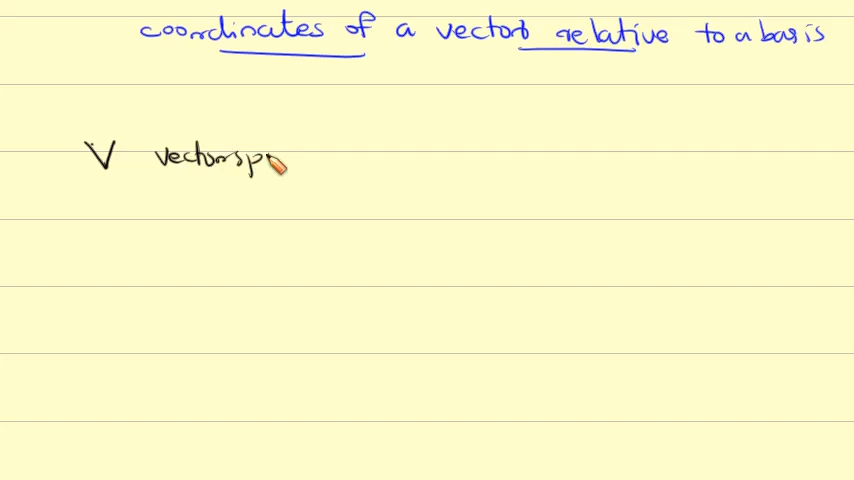 coordinates of a vector relative to a basis
V vectorsp